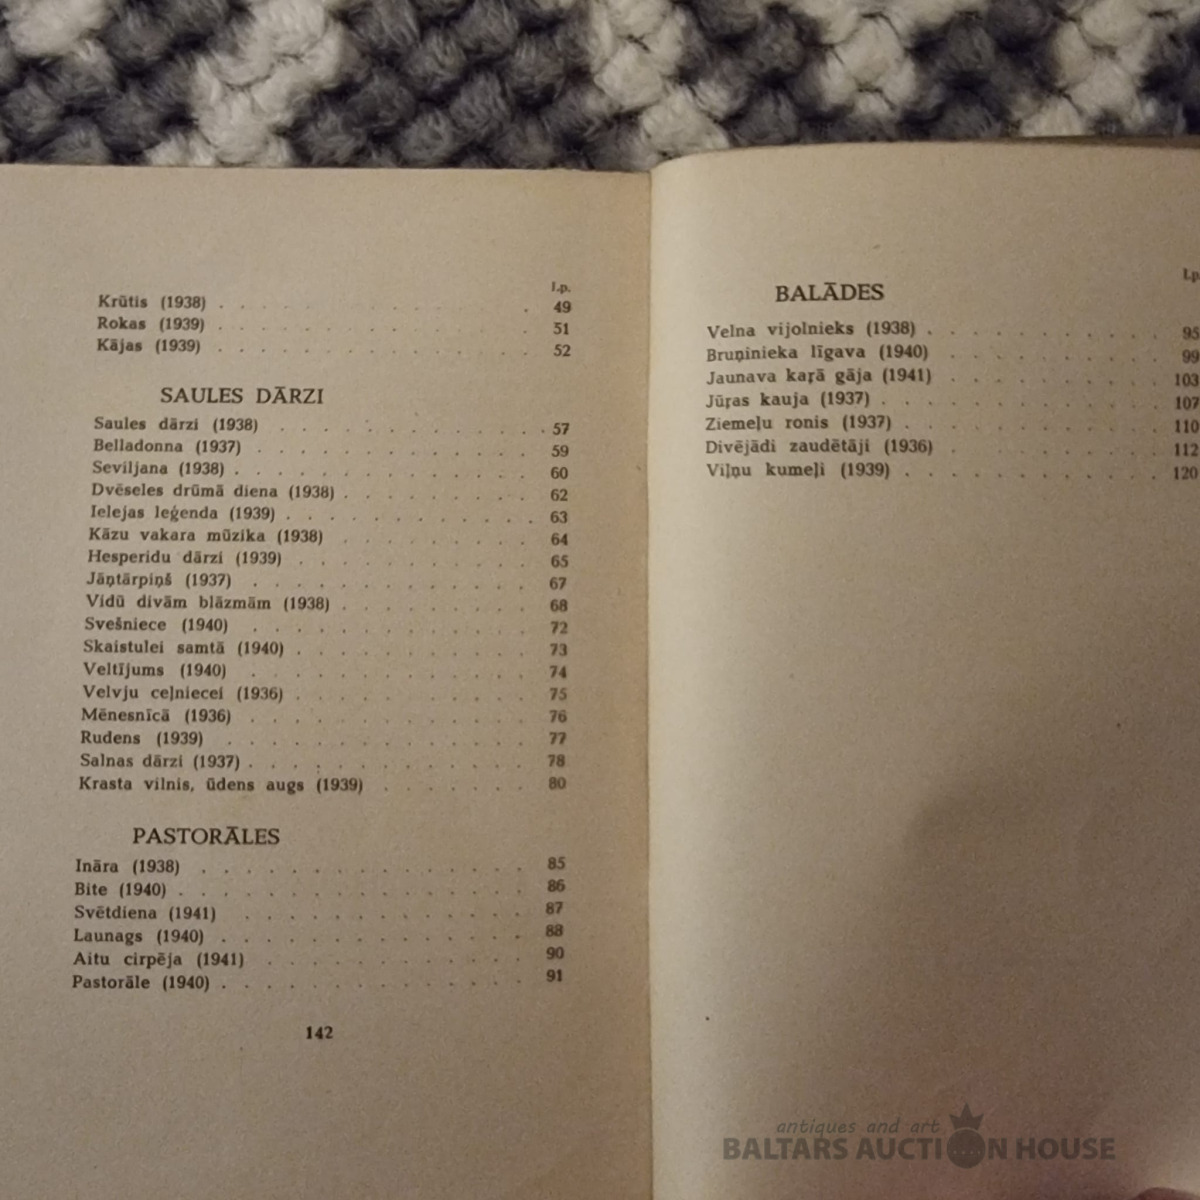 Lp.
Krūtis (1938) . . . . . . . . . . . . . . 49
Rokas (1939) . . . . . . . . . . . . . . 51
Kājas (1939) . . . . . . . . . . . . . . 52
SAULES DĀRZI
Saules dārzi (1938) . . . . . . . . . . . . 57
Belladonna (1937) . . . . . . . . . . . . . 59
Seviljana (1938) . . . . . . . . . . . . . . 60
Dvēseles drūmā diena (1938) . . . . . . . . . 62
Ielejas leģenda (1939) . . . . . . . . . . . . 63
Kāzu vakara mūzika (1938) . . . . . . . . . 64
Hesperidu dārzi (1939) . . . . . . . . . . . 65
Jāņtārpiņš (1937) . . . . . . . . . . . . . 67
Vidū divām blāzmām (1938) . . . . . . . . . 68
Svešniece (1940) . . . . . . . . . . . . . 72
Skaistulei samtā (1940) . . . . . . . . . . . 73
Veltījums (1940) . . . . . . . . . . . . . 74
Velvju ceļniecei (1936) . . . . . . . . . . . 75
Mēnesnīcā (1936) . . . . . . . . . . . . . 76
Rudens (1939) . . . . . . . . . . . . . . 77
Salnas dārzi (1937) . . . . . . . . . . . . . 78
Krasta vilnis, ūdens augs (1939) . . . . . . . 80
PASTORĀLES
Ināra (1938) . . . . . . . . . . . . . . . 85
Bite (1940) . . . . . . . . . . . . . . . . 86
Svētdiena (1941) . . . . . . . . . . . . . 87
Launags (1940) . . . . . . . . . . . . . . 88
Aitu cirpēja (1941) . . . . . . . . . . . . 90
Pastorāle (1940) . . . . . . . . . . . . . . 91
142
Lp
BALĀDES
Velna vijolnieks (1938) . . . . . . . . . . . 95
Bruņinieka līgava (1940) . . . . . . . . . . 99
Jaunava kaŗā gāja (1941) . . . . . . . . . . 103
Jūŗas kauja (1937) . . . . . . . . . . . . . 107
Ziemeļu ronis (1937) . . . . . . . . . . . . 110
Divējādi zaudētāji (1936) . . . . . . . . . . 112
Viļņu kumeļi (1939) . . . . . . . . . . . . 120
antiques and art
BALTARS AUCTION HOUSE